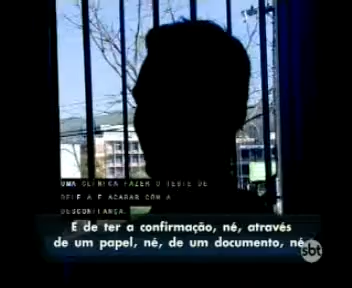 UMA CLÍNICA FAZER O TESTE DE
DELE A E ACABAR COM A
DESCONFIANÇA.
E de ter a confirmação, né, através
de um papel, né, de um documento, né
sbt